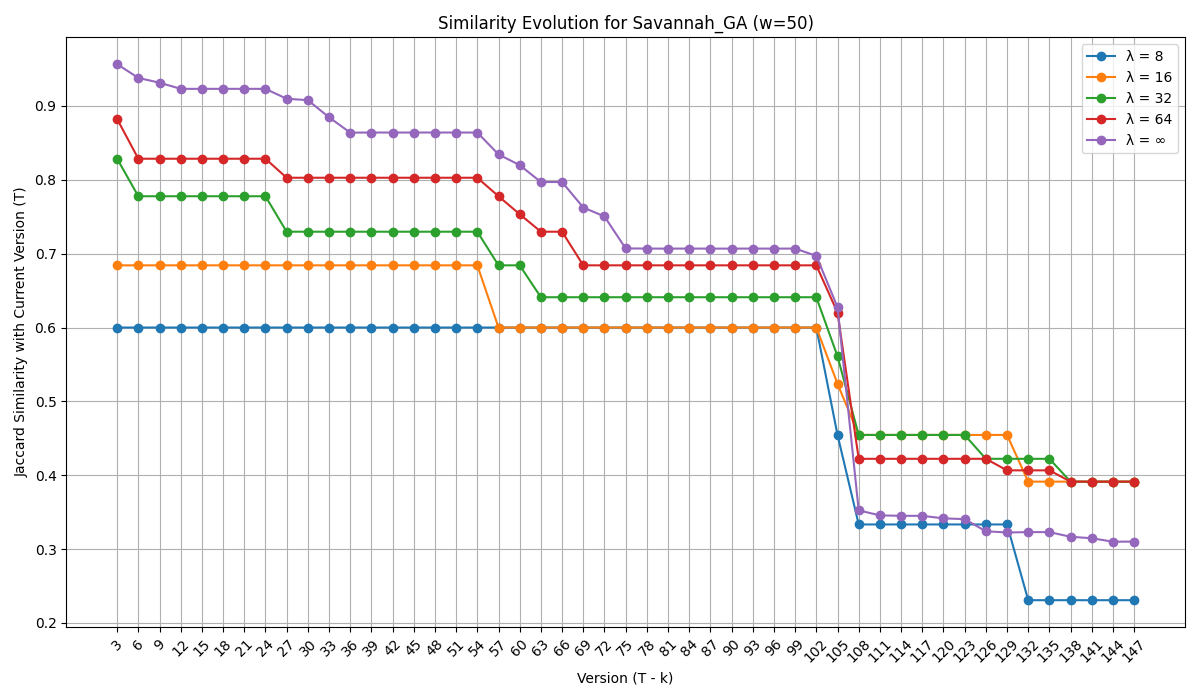 Similarity Evolution for Savannah_GA (w=50)
λ = 8
λ = 16
λ = 32
λ = 64
λ = ∞
Jaccard Similarity with Current Version (T)
0.9
0.8
0.7
0.6
0.5
0.4
0.3
0.2
3 6 9 12 15 18 21 24 27 30 33 36 39 42 45 48 51 54 57 60 63 66 69 72 75 78 81 84 87 90 93 96 99 102 105 108 111 114 117 120 123 126 129 132 135 138 141 144 147
Version (T - k)